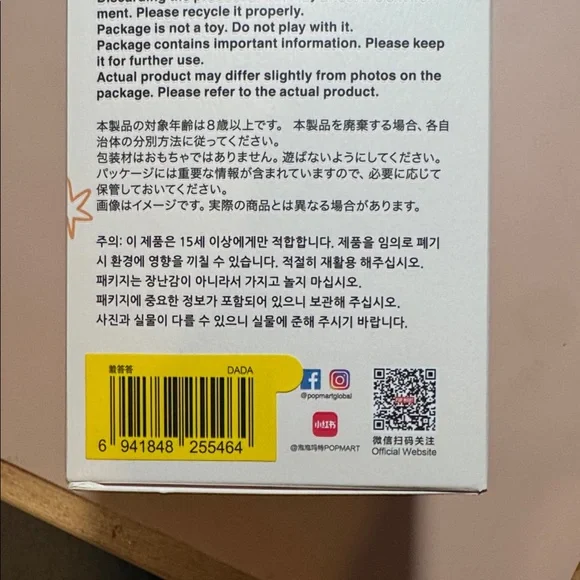 ment. Please recycle it properly.
Package is not a toy. Do not play with it.
Package contains important information. Please keep
it for further use.
Actual product may differ slightly from photos on the
package. Please refer to the actual product.
本製品の対象年齢は8歳以上です。 本製品を廃棄する場合、各自
治体の分別方法に従ってください。
包装材はおもちゃではありません。遊ばないようにしてください。
パッケージには重要な情報が含まれていますので、必要に応じて
保管しておいてください。
画像はイメージです。実際の商品とは異なる場合があります。
주의: 이 제품은 15세 이상에게만 적합합니다. 제품을 임의로 폐기
시 환경에 영향을 끼칠 수 있습니다. 적절히 재활용 해주십시오.
패키지는 장난감이 아니라서 가지고 놀지 마십시오.
패키지에 중요한 정보가 포함되어 있으니 보관해 주십시오.
사진과 실물이 다를 수 있으니 실물에 준해 주시기 바랍니다.
戴答答 DADA
6 941848 255464
@popmartglobal
小红书
@泡泡玛特POPMART
微信扫码关注
Official Website